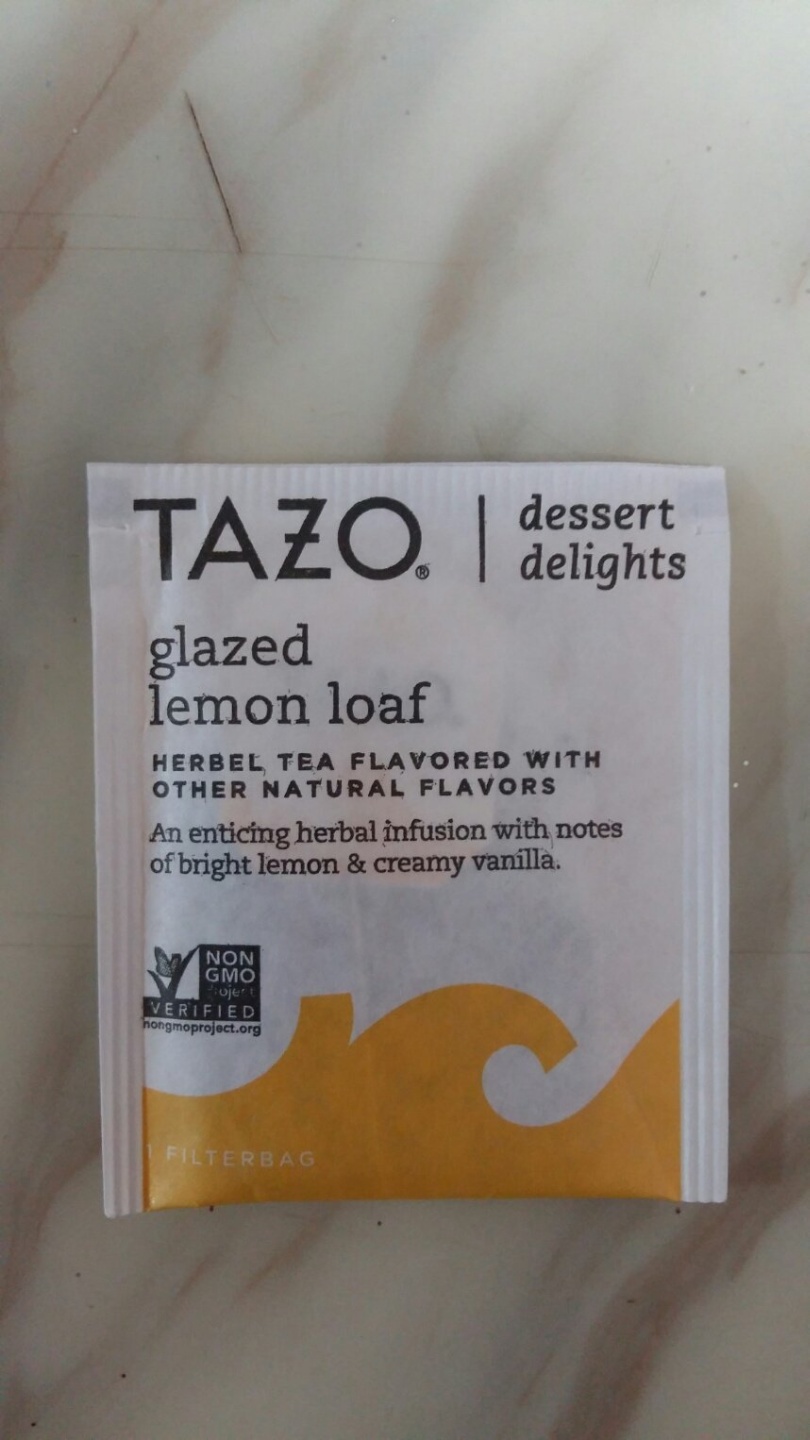 TAZO®
dessert
delights
glazed
lemon loaf
HERBEL TEA FLAVORED WITH
OTHER NATURAL FLAVORS
An enticing herbal infusion with notes
of bright lemon & creamy vanilla.
NON
GMO
Project
VERIFIED
nongmoproject.org
1 FILTERBAG